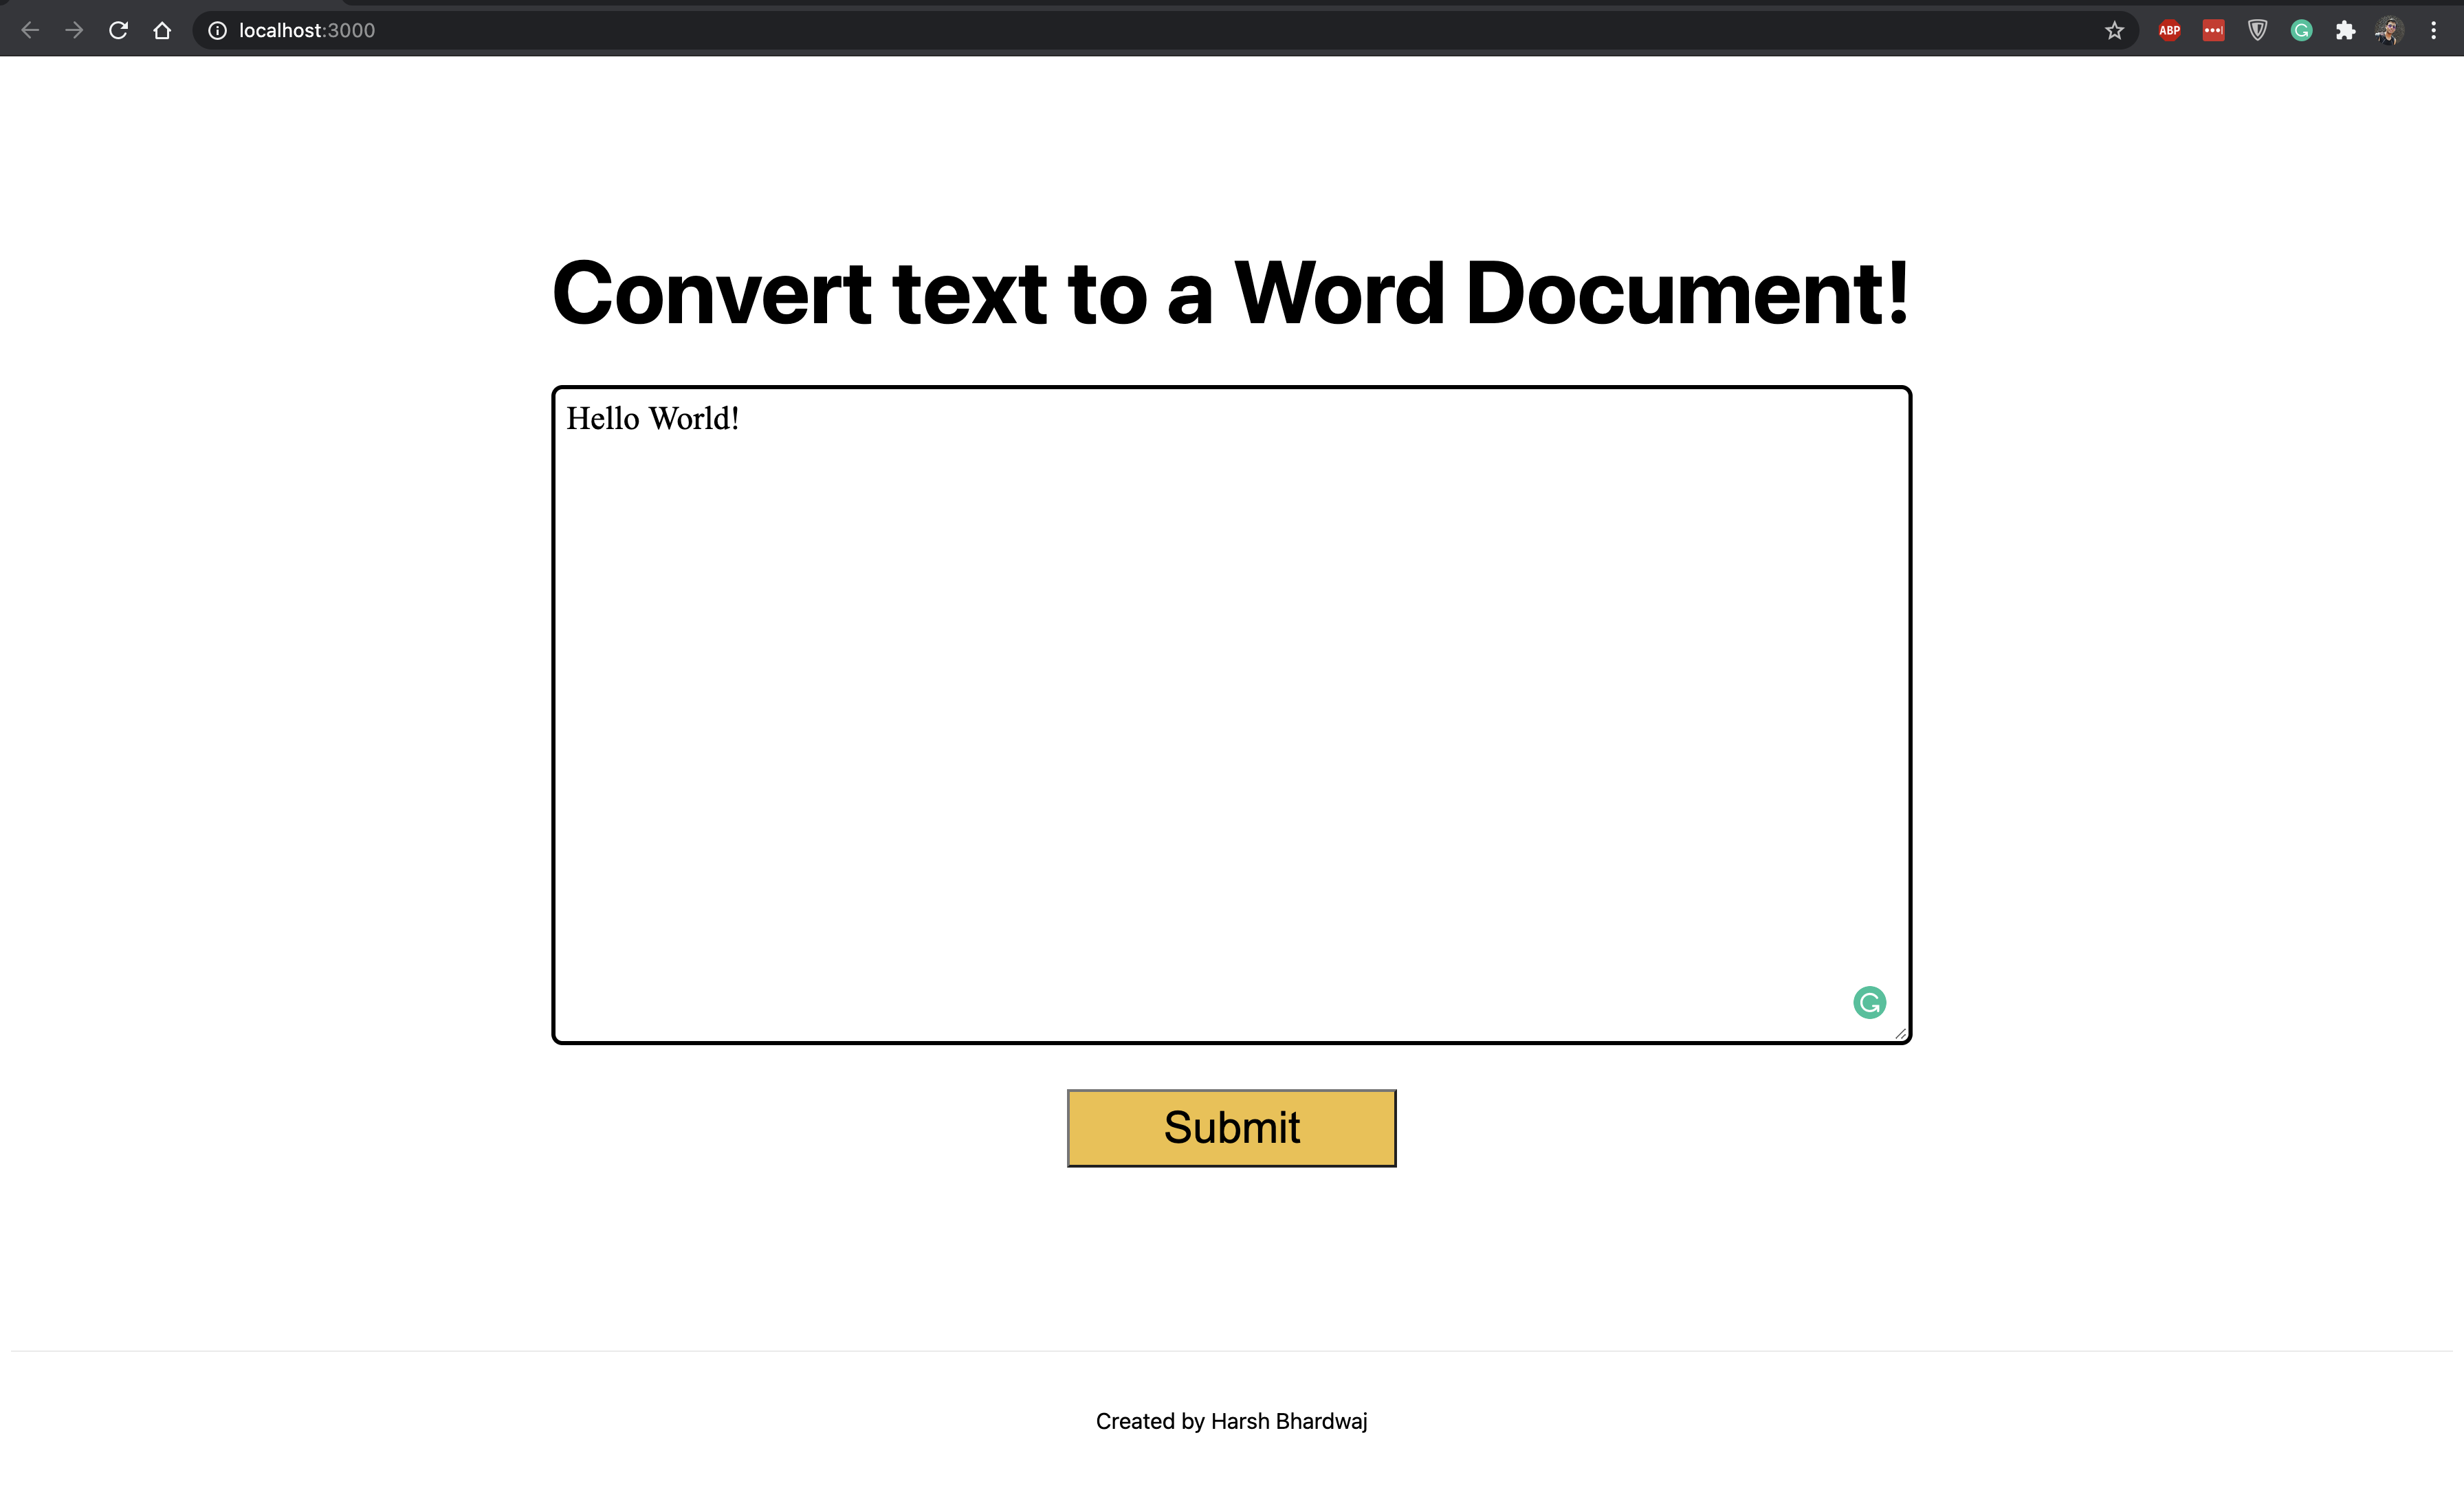 localhost:3000
ABP
Convert text to a Word Document!
Hello World!
Submit
Created by Harsh Bhardwaj